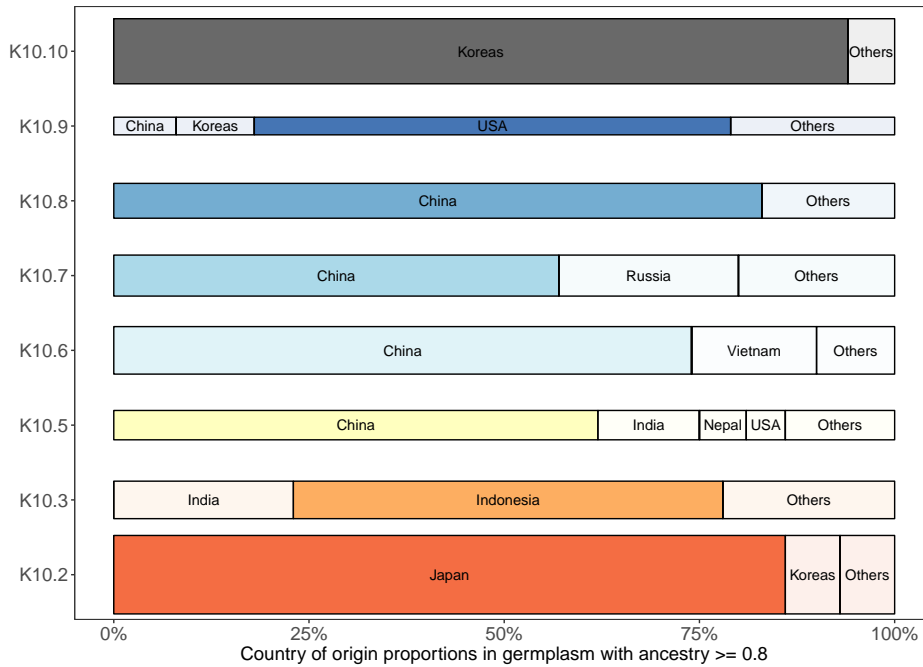 K10.10
Koreas Others
K10.9
China Koreas USA Others
K10.8
China Others
K10.7
China Russia Others
K10.6
China Vietnam Others
K10.5
China India Nepal USA Others
K10.3
India Indonesia Others
K10.2
Japan Koreas Others
0% 25% 50% 75% 100%
Country of origin proportions in germplasm with ancestry >= 0.8